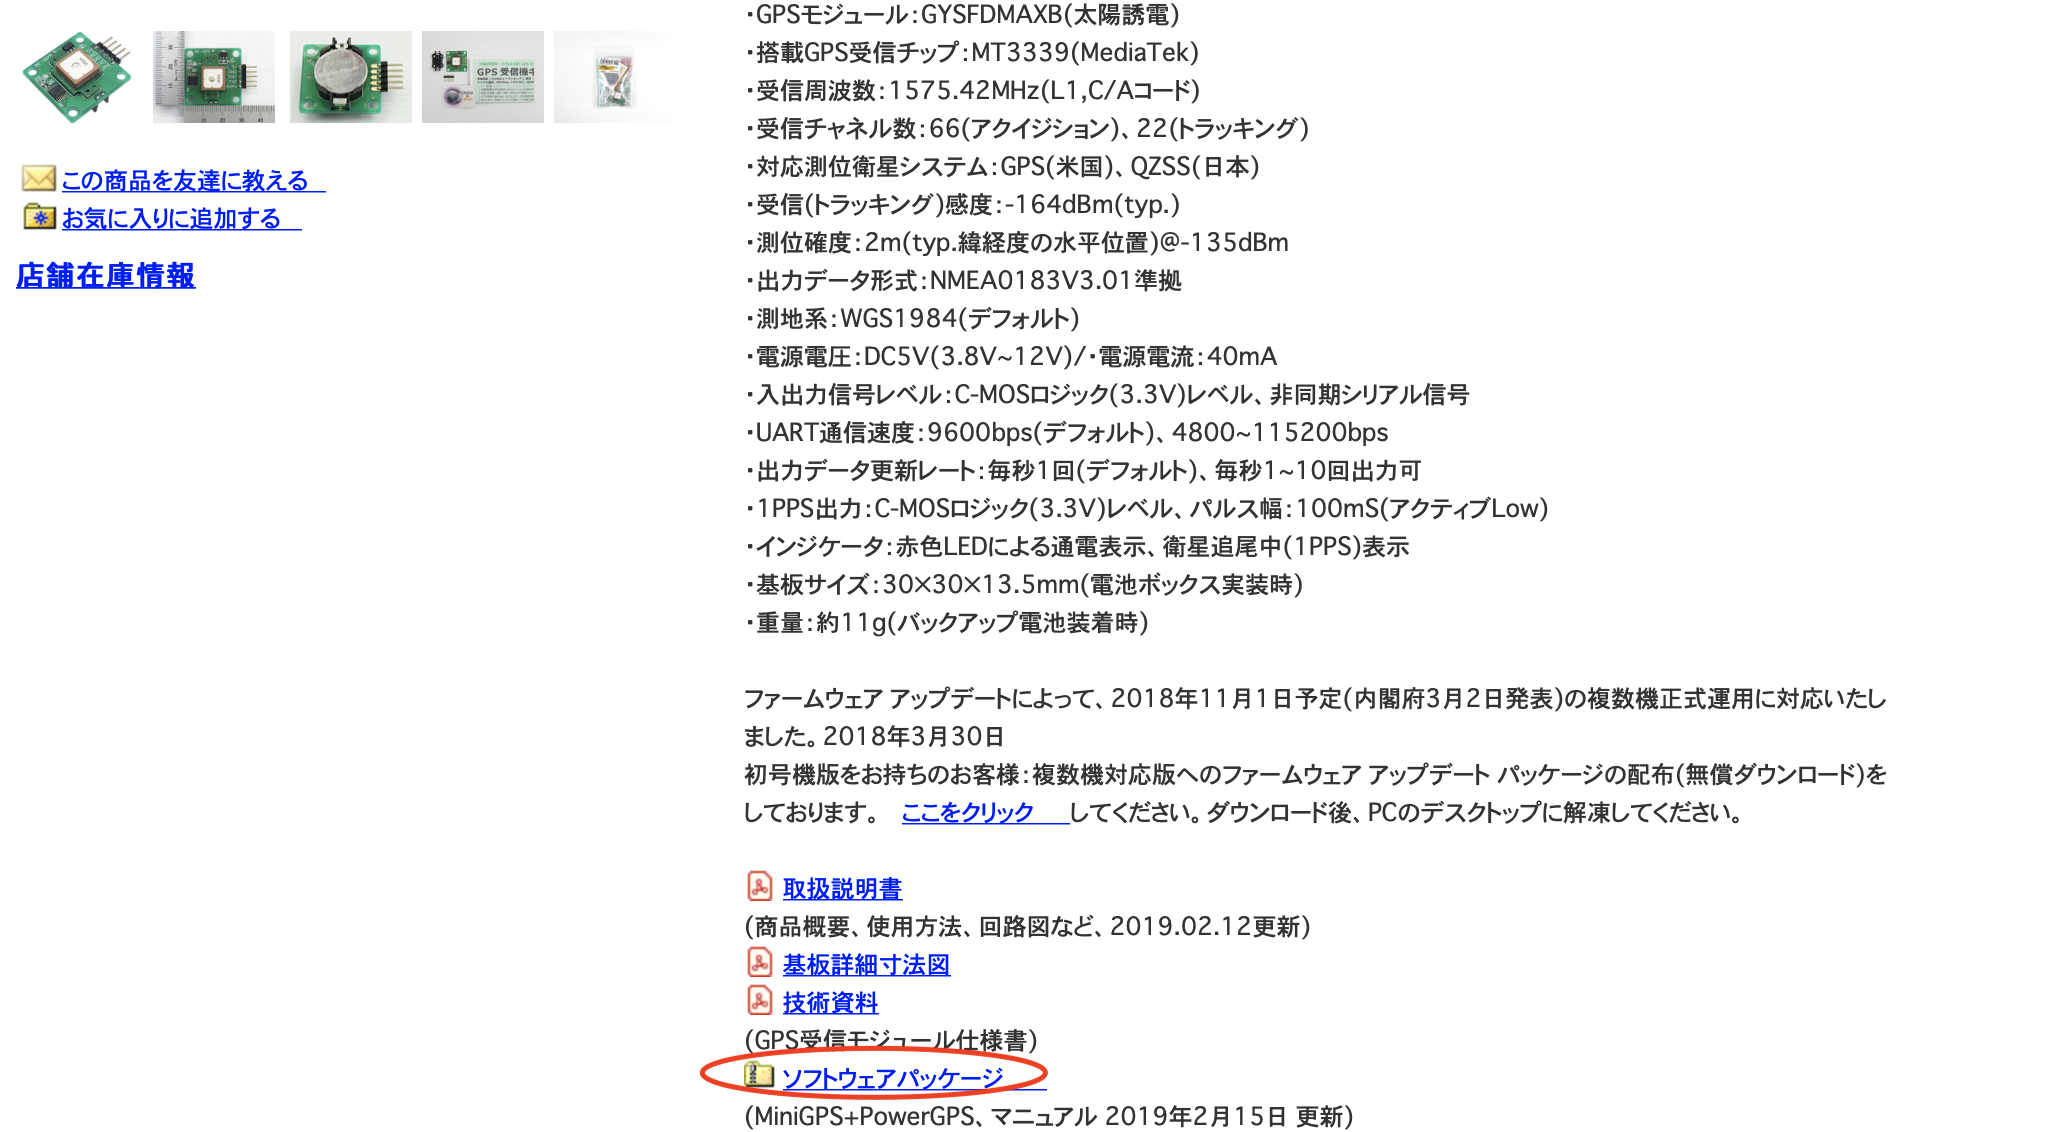 GPS 受信機キ
この商品を友達に教える
お気に入りに追加する
店舗在庫情報
・GPSモジュール:GYSFDMAXB(太陽誘電)
・搭載GPS受信チップ:MT3339(MediaTek)
・受信周波数:1575.42MHz(L1,C/Aコード)
・受信チャネル数:66(アクイジション)、22(トラッキング)
・対応測位衛星システム:GPS(米国)、QZSS(日本)
・受信(トラッキング)感度:-164dBm(typ.)
・測位確度:2m(typ.緯経度の水平位置)@-135dBm
・出力データ形式:NMEA0183V3.01準拠
・測地系:WGS1984(デフォルト)
・電源電圧:DC5V(3.8V~12V)/・電源電流:40mA
・入出力信号レベル:C-MOSロジック(3.3V)レベル、非同期シリアル信号
・UART通信速度:9600bps(デフォルト)、4800~115200bps
・出力データ更新レート:毎秒1回(デフォルト)、毎秒1~10回出力可
・1PPS出力:C-MOSロジック(3.3V)レベル、パルス幅:100mS(アクティブLow)
・インジケータ:赤色LEDによる通電表示、衛星追尾中(1PPS)表示
・基板サイズ:30×30×13.5mm(電池ボックス実装時)
・重量:約11g(バックアップ電池装着時)
ファームウェア アップデートによって、2018年11月1日予定(内閣府3月2日発表)の複数機正式運用に対応いたし
ました。2018年3月30日
初号機版をお持ちのお客様:複数機対応版へのファームウェア アップデート パッケージの配布(無償ダウンロード)を
しております。 ここをクリック してください。ダウンロード後、PCのデスクトップに解凍してください。
取扱説明書
(商品概要、使用方法、回路図など、2019.02.12更新)
基板詳細寸法図
技術資料
(GPS受信モジュール仕様書)
ソフトウェアパッケージ
(MiniGPS+PowerGPS、マニュアル 2019年2月15日 更新)